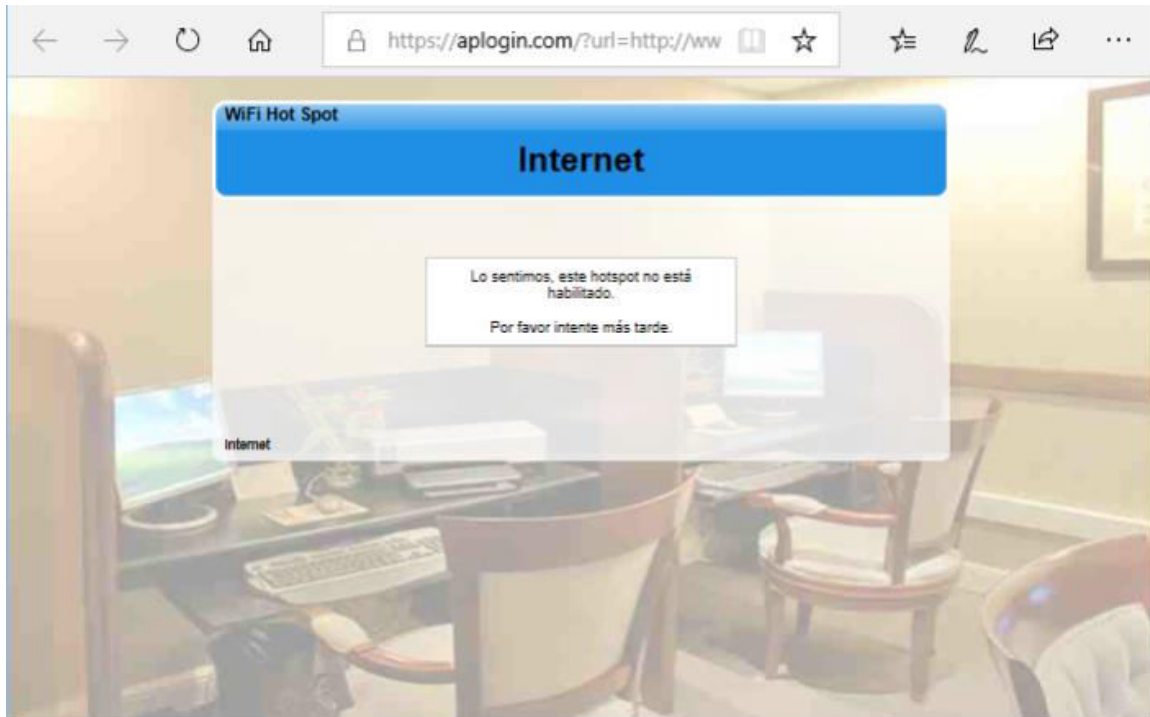 https://aplogin.com/?url=http://ww
WiFi Hot Spot
Internet
Lo sentimos, este hotspot no está
habilitado.
Por favor intente más tarde.
Internet